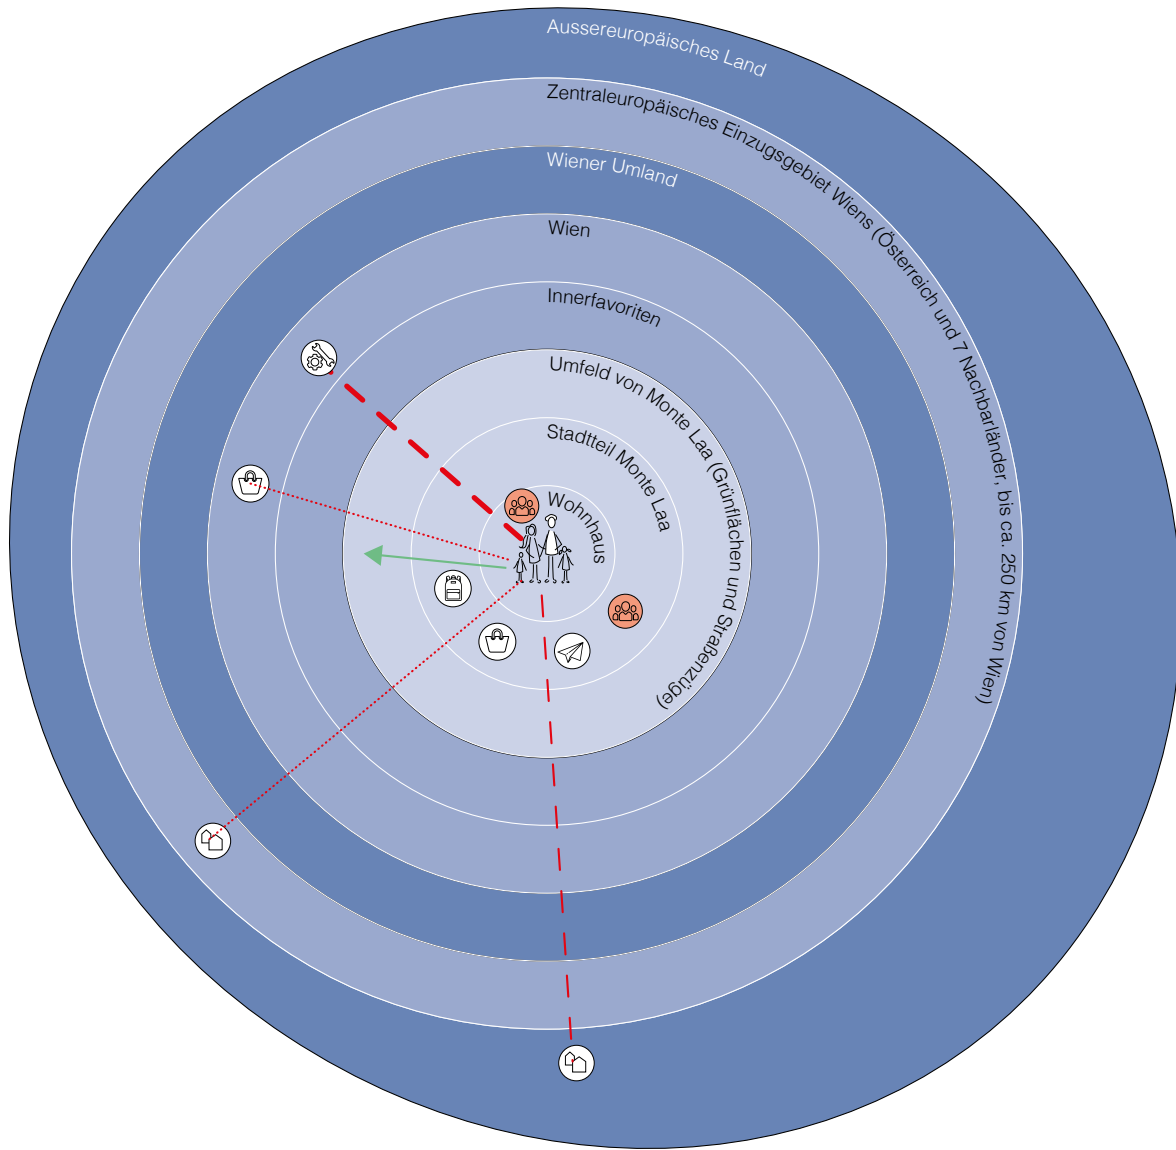 Aussereuropäisches Land
Zentraleuropäisches Einzugsgebiet Wiens (Österreich und 7 Nachbarländer, bis ca. 250 km von Wien)
Wiener Umland
Wien
Innerfavoriten
Umfeld von Monte Laa (Grünflächen und Straßenzüge)
Stadtteil Monte Laa
Wohnhaus